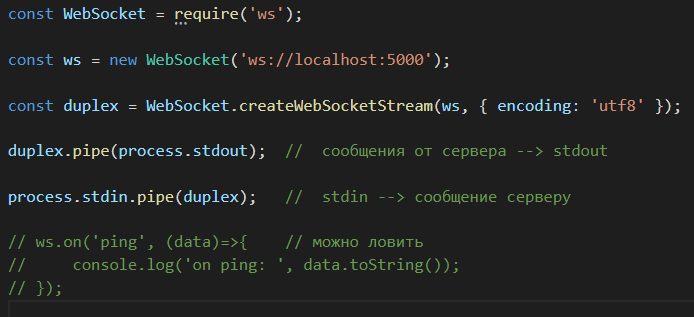 const WebSocket = require('ws');
const ws = new WebSocket('ws://localhost:5000');
const duplex = WebSocket.createWebSocketStream(ws, { encoding: 'utf8' });
duplex.pipe(process.stdout);  //  сообщения от сервера --> stdout
process.stdin.pipe(duplex);   //  stdin --> сообщение серверу
// ws.on('ping', (data)=>{    // можно ловить
//     console.log('on ping: ', data.toString());
// });